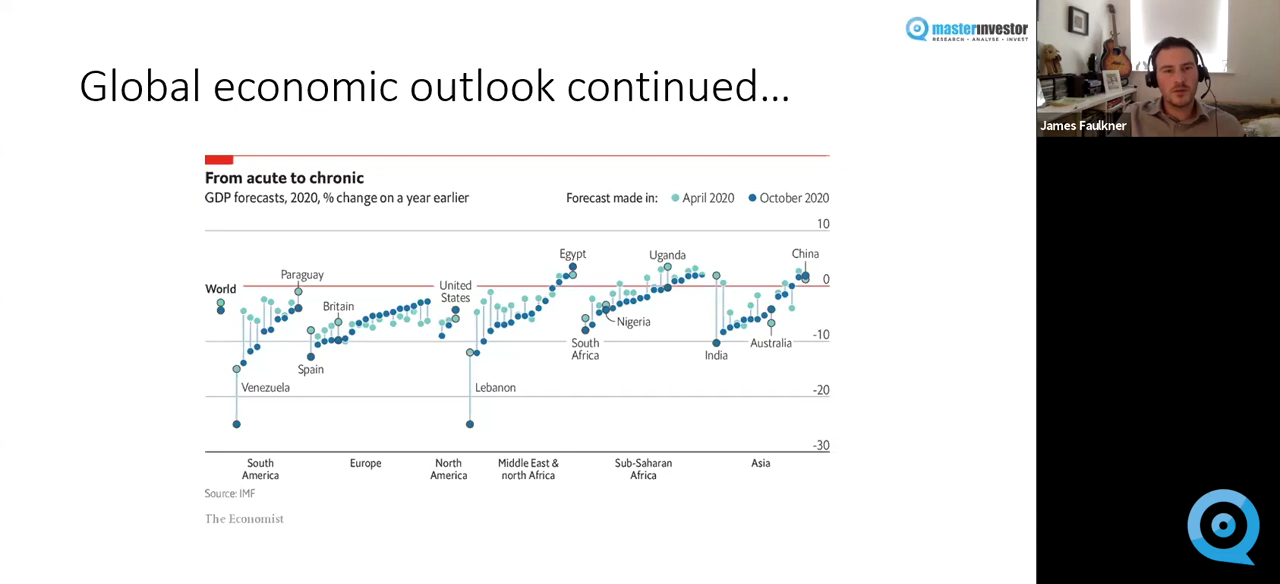 masterinvestor
RESEARCH • ANALYSE • INVEST
James Faulkner
Global economic outlook continued...
From acute to chronic
GDP forecasts, 2020, % change on a year earlier
Forecast made in: April 2020 October 2020
10
0
-10
-20
-30
World
Venezuela
Paraguay
Spain
Britain
United
States
Lebanon
Egypt
South
Africa
Nigeria
Uganda
India
Australia
China
South
America
Europe
North
America
Middle East &
north Africa
Sub-Saharan
Africa
Asia
Source: IMF
The Economist